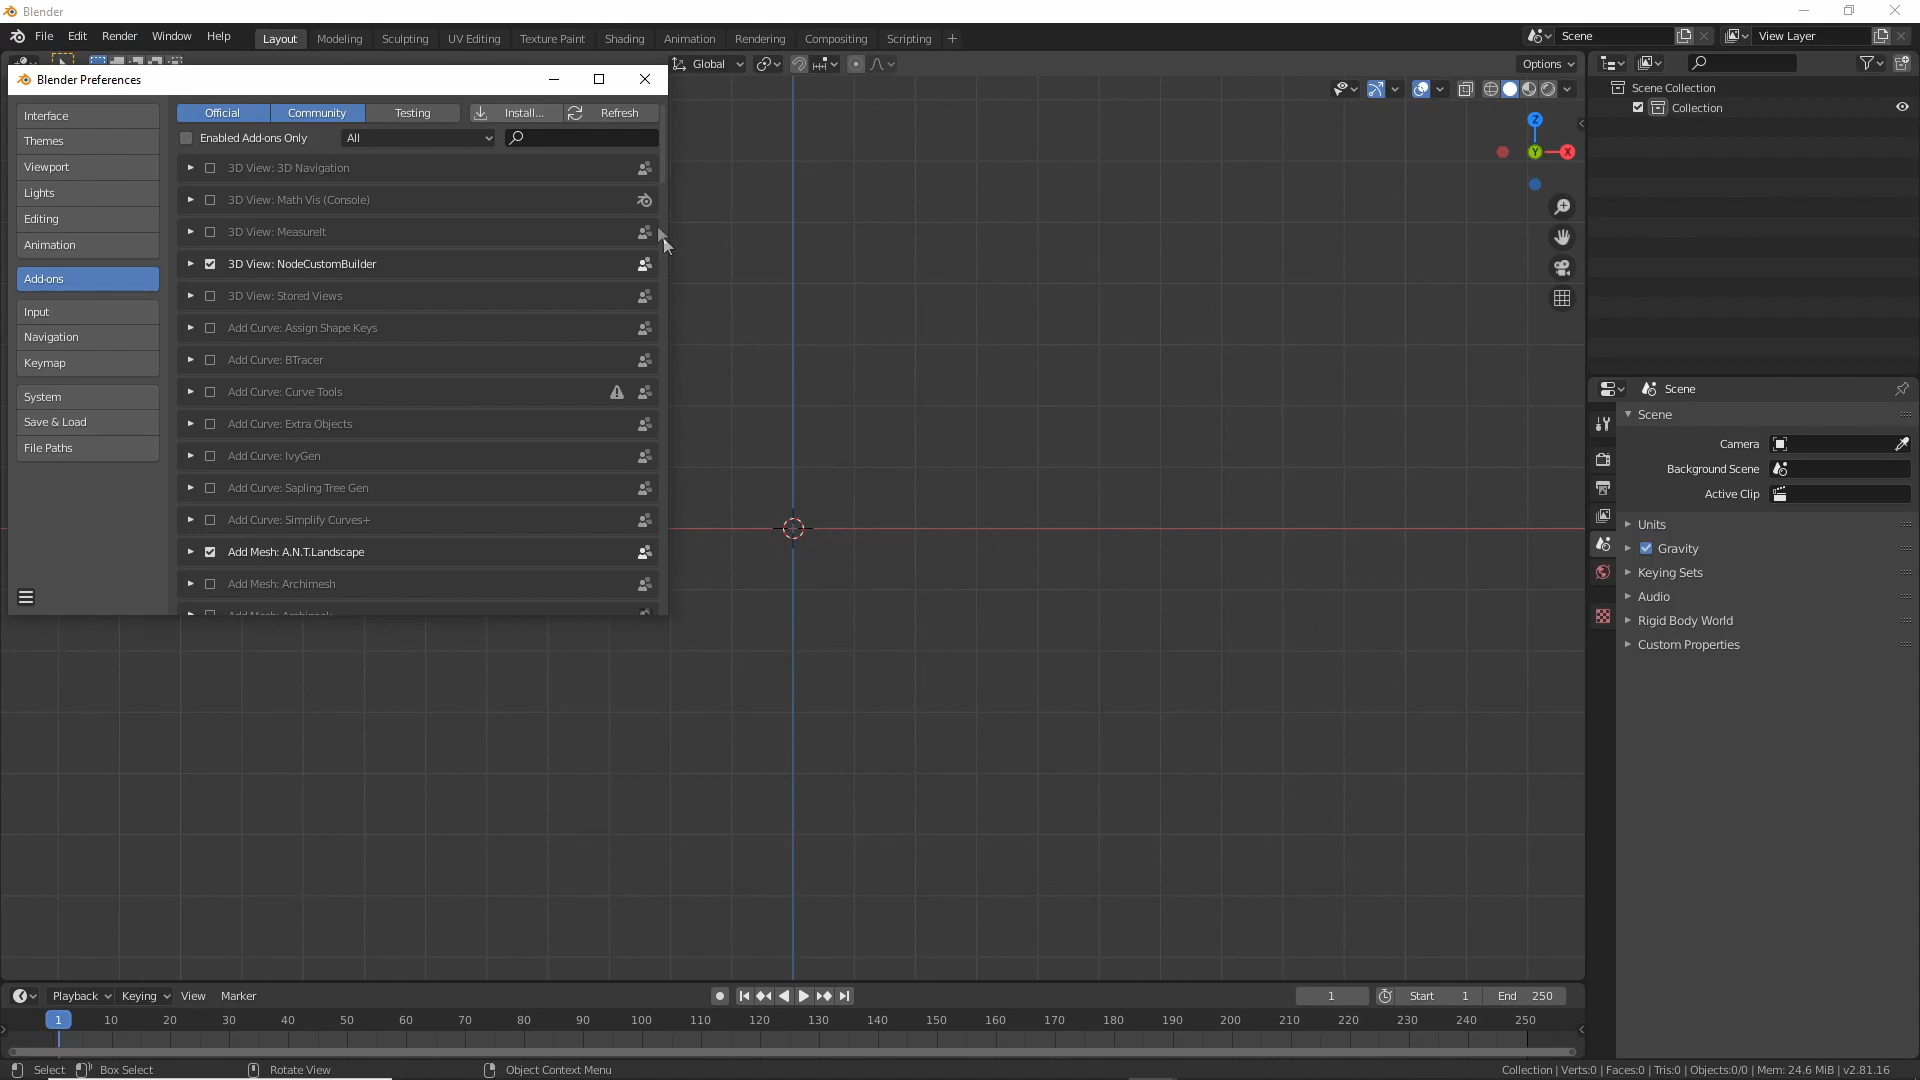 Blender
File Edit Render Window Help Layout Modeling Sculpting UV Editing Texture Paint Shading Animation Rendering Compositing Scripting + Scene View Layer
Global Options
Blender Preferences
Interface
Themes
Viewport
Lights
Editing
Animation
Add-ons
Input
Navigation
Keymap
System
Save & Load
File Paths
Official Community Testing Install... Refresh
Enabled Add-ons Only All
3D View: 3D Navigation
3D View: Math Vis (Console)
3D View: MeasureIt
3D View: NodeCustomBuilder
3D View: Stored Views
Add Curve: Assign Shape Keys
Add Curve: BTracer
Add Curve: Curve Tools
Add Curve: Extra Objects
Add Curve: IvyGen
Add Curve: Sapling Tree Gen
Add Curve: Simplify Curves+
Add Mesh: A.N.T.Landscape
Add Mesh: Archimesh
Z
Y
X
Scene Collection
Collection
Scene
Scene
Camera
Background Scene
Active Clip
Units
Gravity
Keying Sets
Audio
Rigid Body World
Custom Properties
Playback Keying View Marker 1 Start 1 End 250
1 10 20 30 40 50 60 70 80 90 100 110 120 130 140 150 160 170 180 190 200 210 220 230 240 250
Select Box Select Rotate View Object Context Menu Collection | Verts:0 | Faces:0 | Tris:0 | Objects:0/0 | Mem: 24.6 MiB | v2.81.16